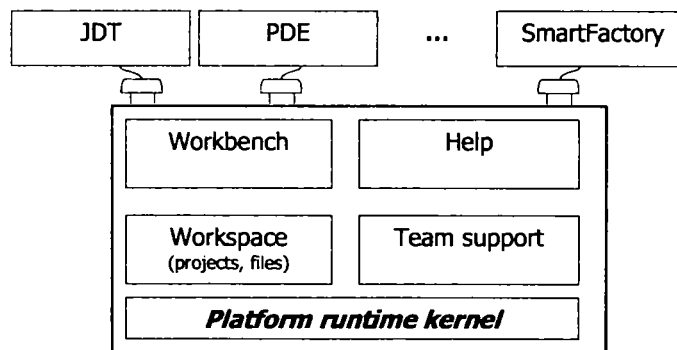 JDT
PDE
...
SmartFactory
Workbench
Help
Workspace
(projects, files)
Team support
Platform runtime kernel